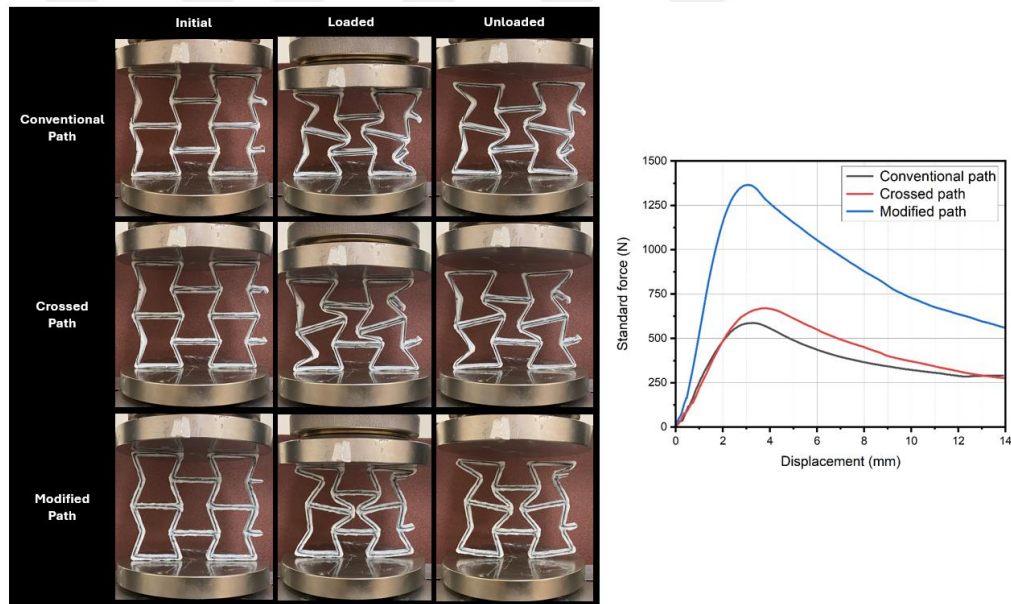 Initial
Loaded
Unloaded
Conventional
Path
Crossed
Path
Modified
Path
1500
1250
1000
750
500
250
0
Standard force (N)
Conventional path
Crossed path
Modified path
0
2
4
6
8
10
12
14
Displacement (mm)